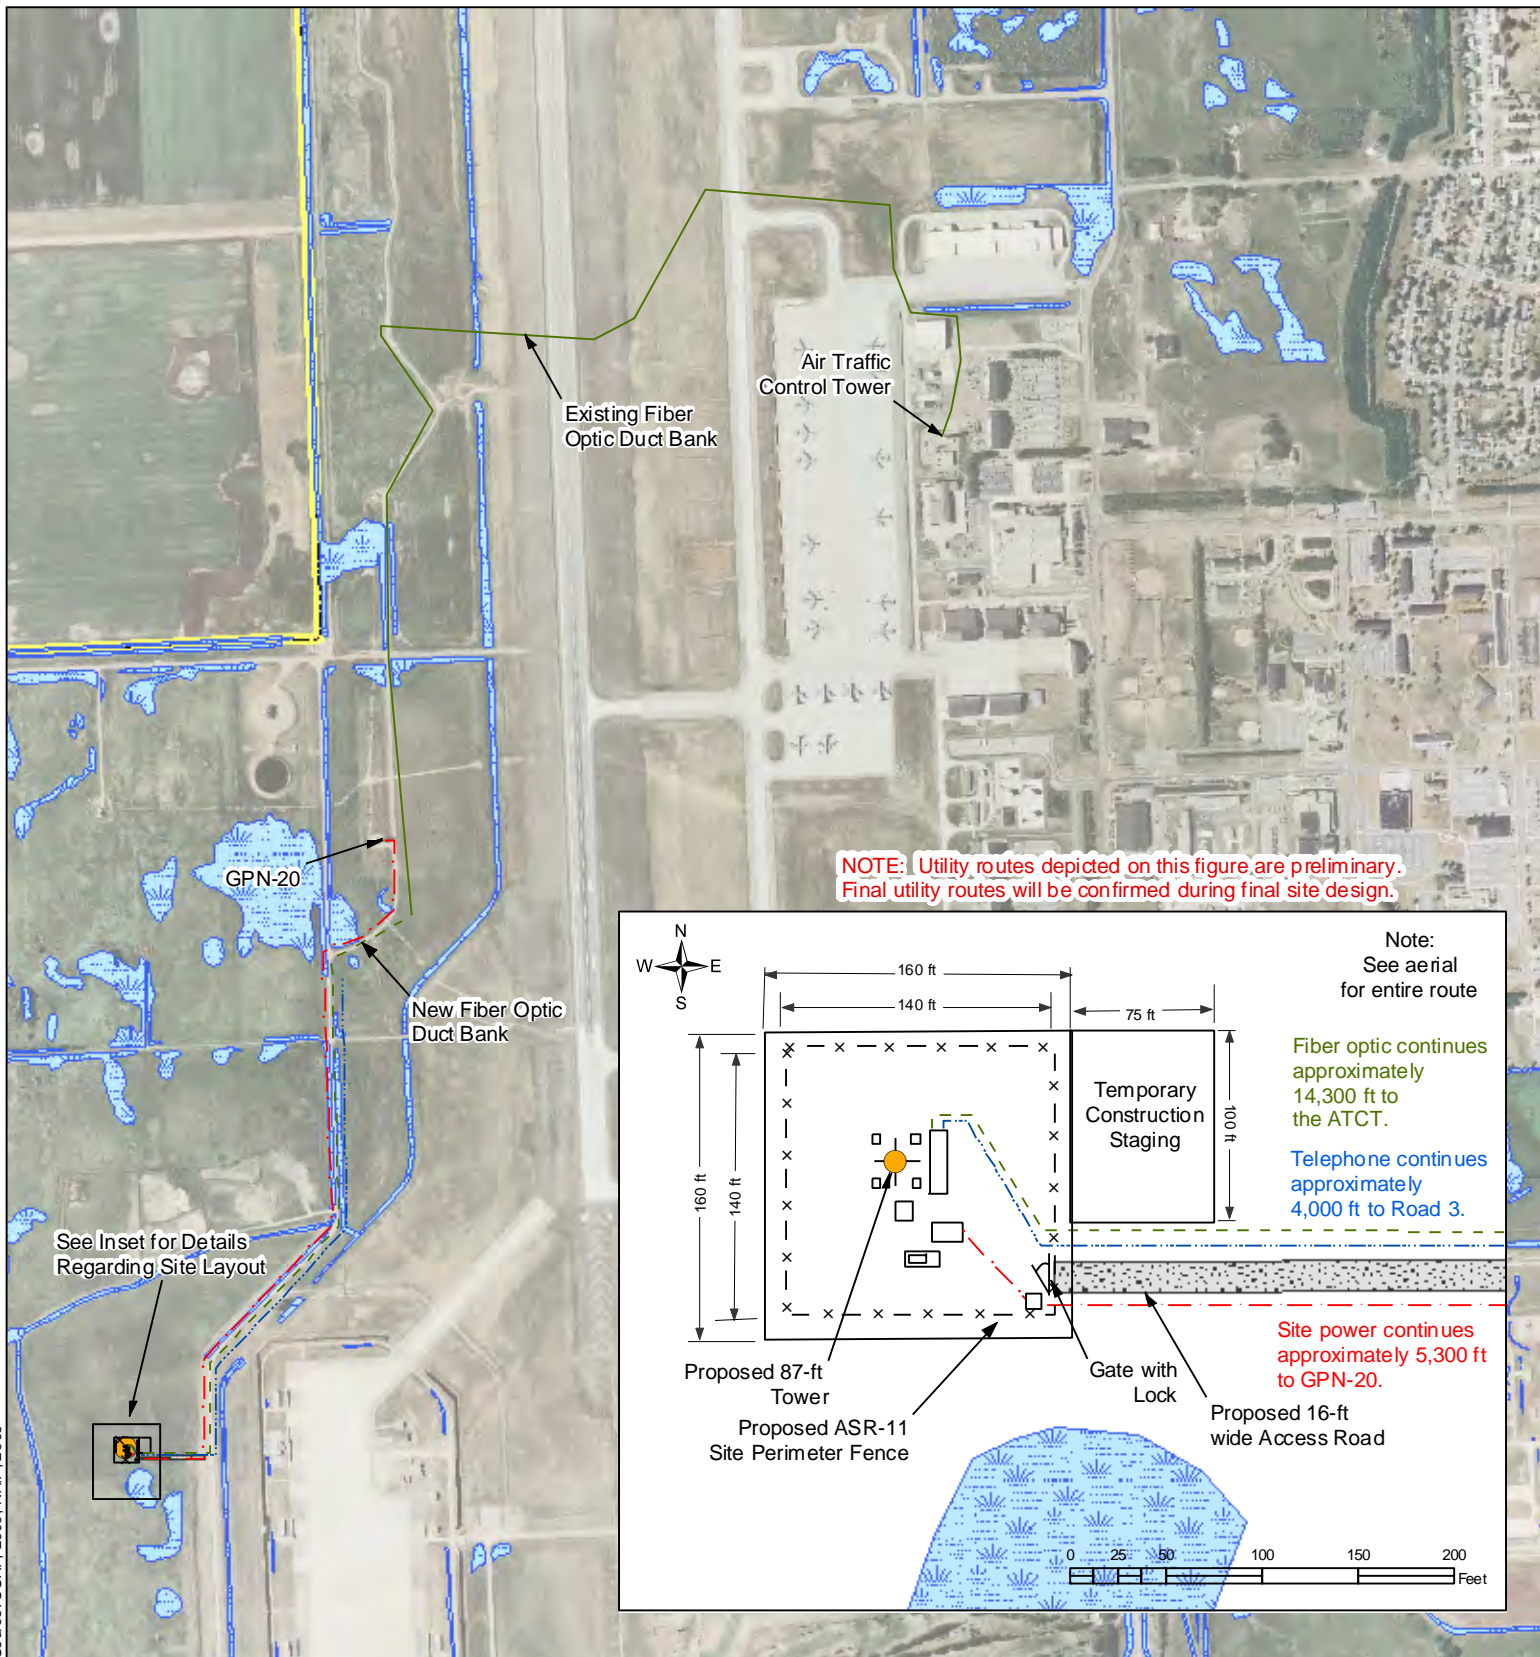 Air Traffic
Control Tower
Existing Fiber
Optic Duct Bank
GPN-20
NOTE: Utility routes depicted on this figure are preliminary.
Final utility routes will be confirmed during final site design.
New Fiber Optic
Duct Bank
See Inset for Details
Regarding Site Layout
N
W
E
S
160 ft
140 ft
75 ft
Note:
See aerial
for entire route
160 ft
140 ft
100 ft
Temporary
Construction
Staging
Fiber optic continues
approximately
14,300 ft to
the ATCT.
Telephone continues
approximately
4,000 ft to Road 3.
Site power continues
approximately 5,300 ft
to GPN-20.
Proposed 87-ft
Tower
Proposed ASR-11
Site Perimeter Fence
Gate with
Lock
Proposed 16-ft
wide Access Road
0 25 50 100 150 200
Feet